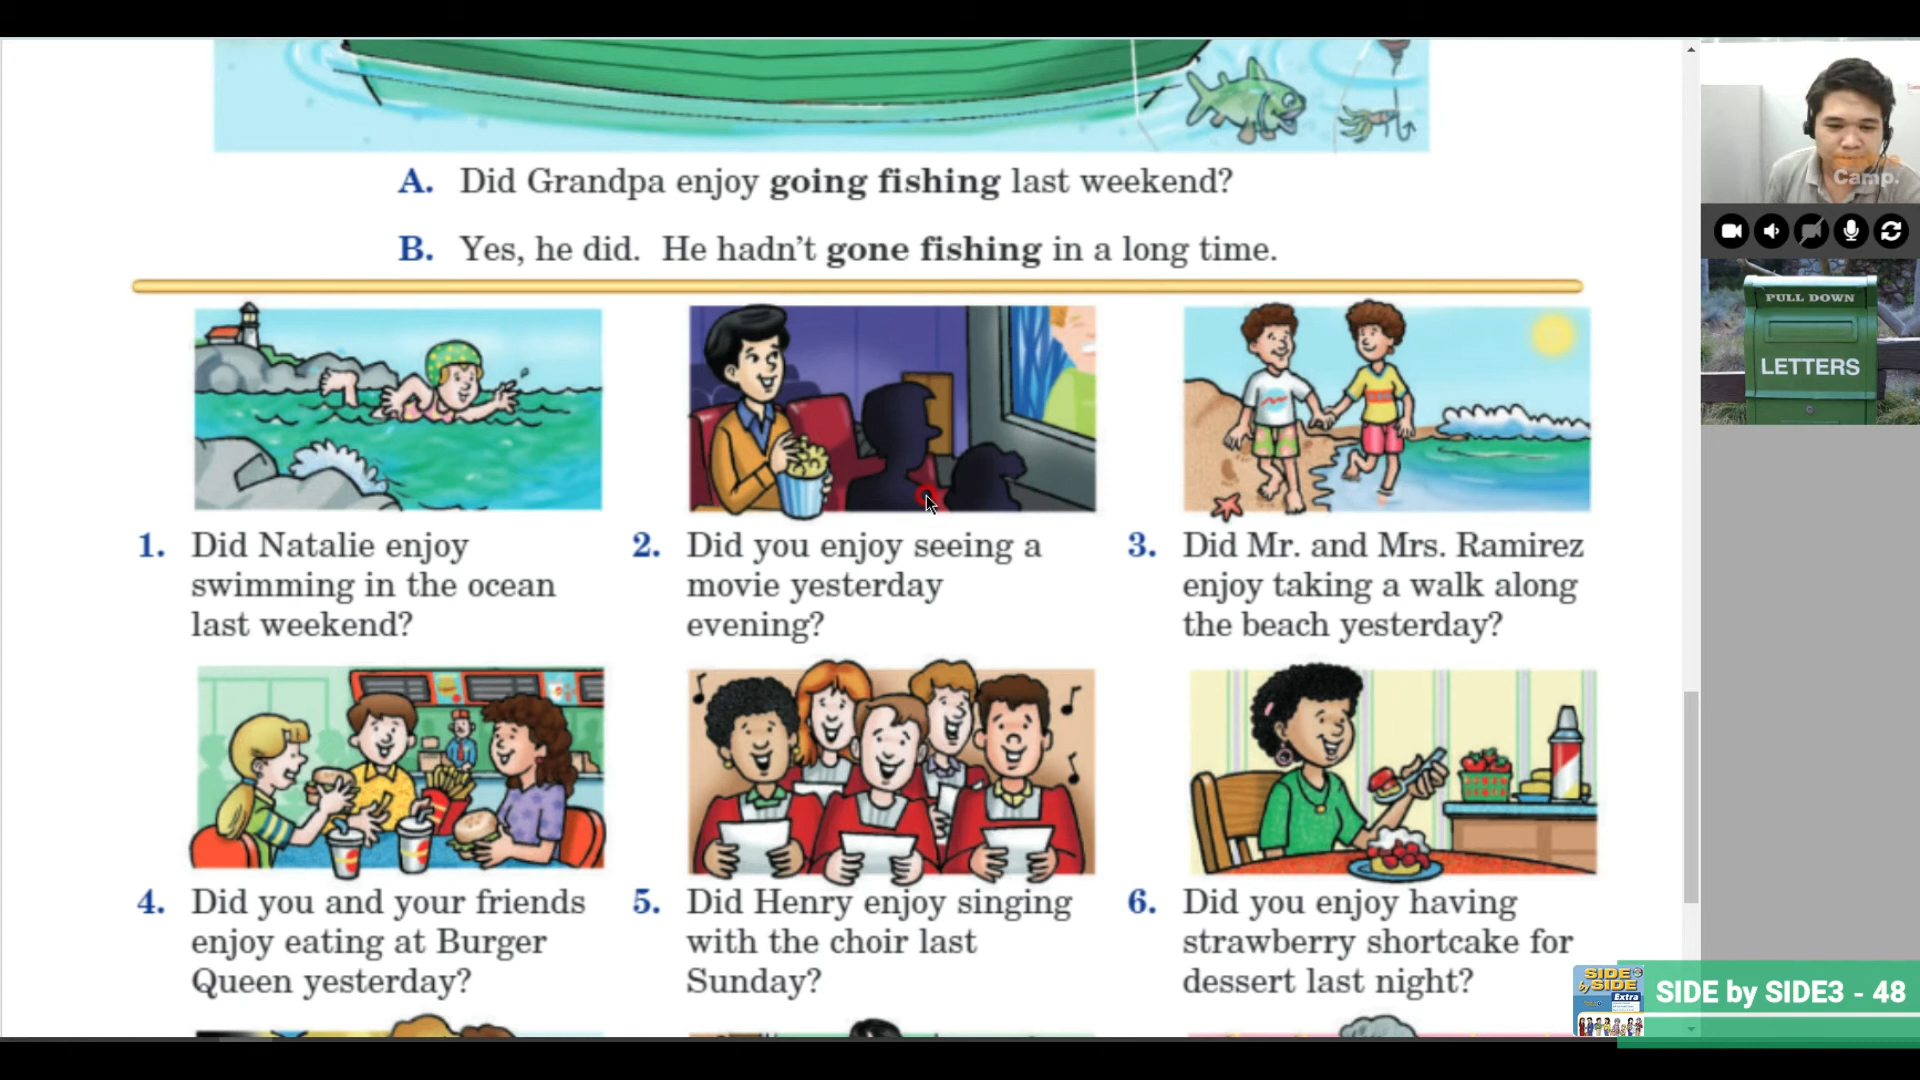 A. Did Grandpa enjoy going fishing last weekend?
B. Yes, he did. He hadn't gone fishing in a long time.
1. Did Natalie enjoy
swimming in the ocean
last weekend?
2. Did you enjoy seeing a
movie yesterday
evening?
3. Did Mr. and Mrs. Ramirez
enjoy taking a walk along
the beach yesterday?
4. Did you and your friends
enjoy eating at Burger
Queen yesterday?
5. Did Henry enjoy singing
with the choir last
Sunday?
6. Did you enjoy having
strawberry shortcake for
dessert last night?
Camp.
PULL DOWN
LETTERS
SIDE
by SIDE
Extra
SIDE by SIDE3 - 48